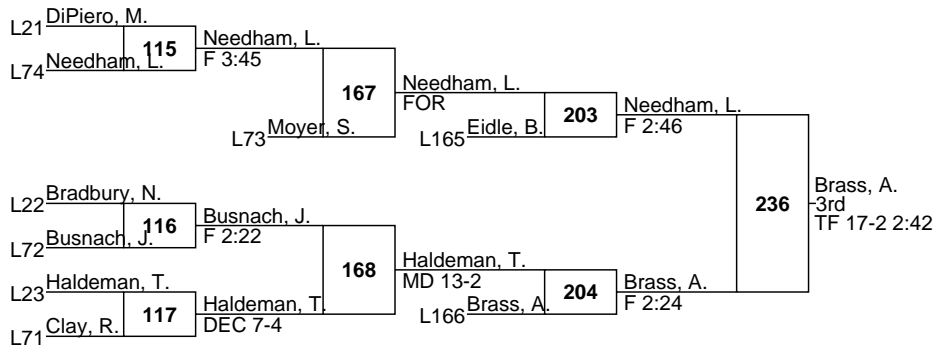 L21 DiPiero, M.
115 Needham, L.
F 3:45
L74 Needham, L.
167 Needham, L.
FOR
L73 Moyer, S.
203 Needham, L.
F 2:46
L165 Eidle, B.
L22 Bradbury, N.
116 Busnach, J.
F 2:22
L72 Busnach, J.
236 Brass, A.
3rd
TF 17-2 2:42
L23 Haldeman, T.
168 Haldeman, T.
MD 13-2
117 Haldeman, T.
DEC 7-4
L71 Clay, R.
204 Brass, A.
F 2:24
L166 Brass, A.